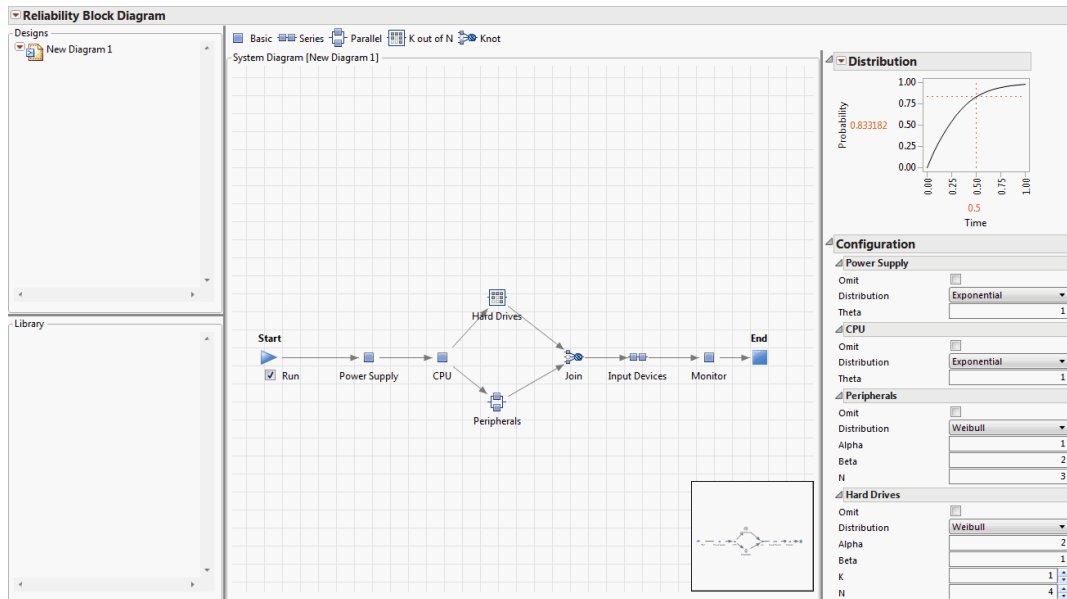 Reliability Block Diagram
Designs
New Diagram 1
Library
Basic Series Parallel K out of N Knot
System Diagram [New Diagram 1]
Hard Drives
Start
End
Run
Power Supply
CPU
Join
Input Devices
Monitor
Peripherals
Distribution
Probability
0.833182
1.00
0.75
0.50
0.25
0.00
0.00
0.25
0.50
0.75
1.00
0.5
Time
Configuration
Power Supply
Omit
Distribution Exponential
Theta 1
CPU
Omit
Distribution Exponential
Theta 1
Peripherals
Omit
Distribution Weibull
Alpha 1
Beta 2
N 3
Hard Drives
Omit
Distribution Weibull
Alpha 2
Beta 1
K 1
N 4